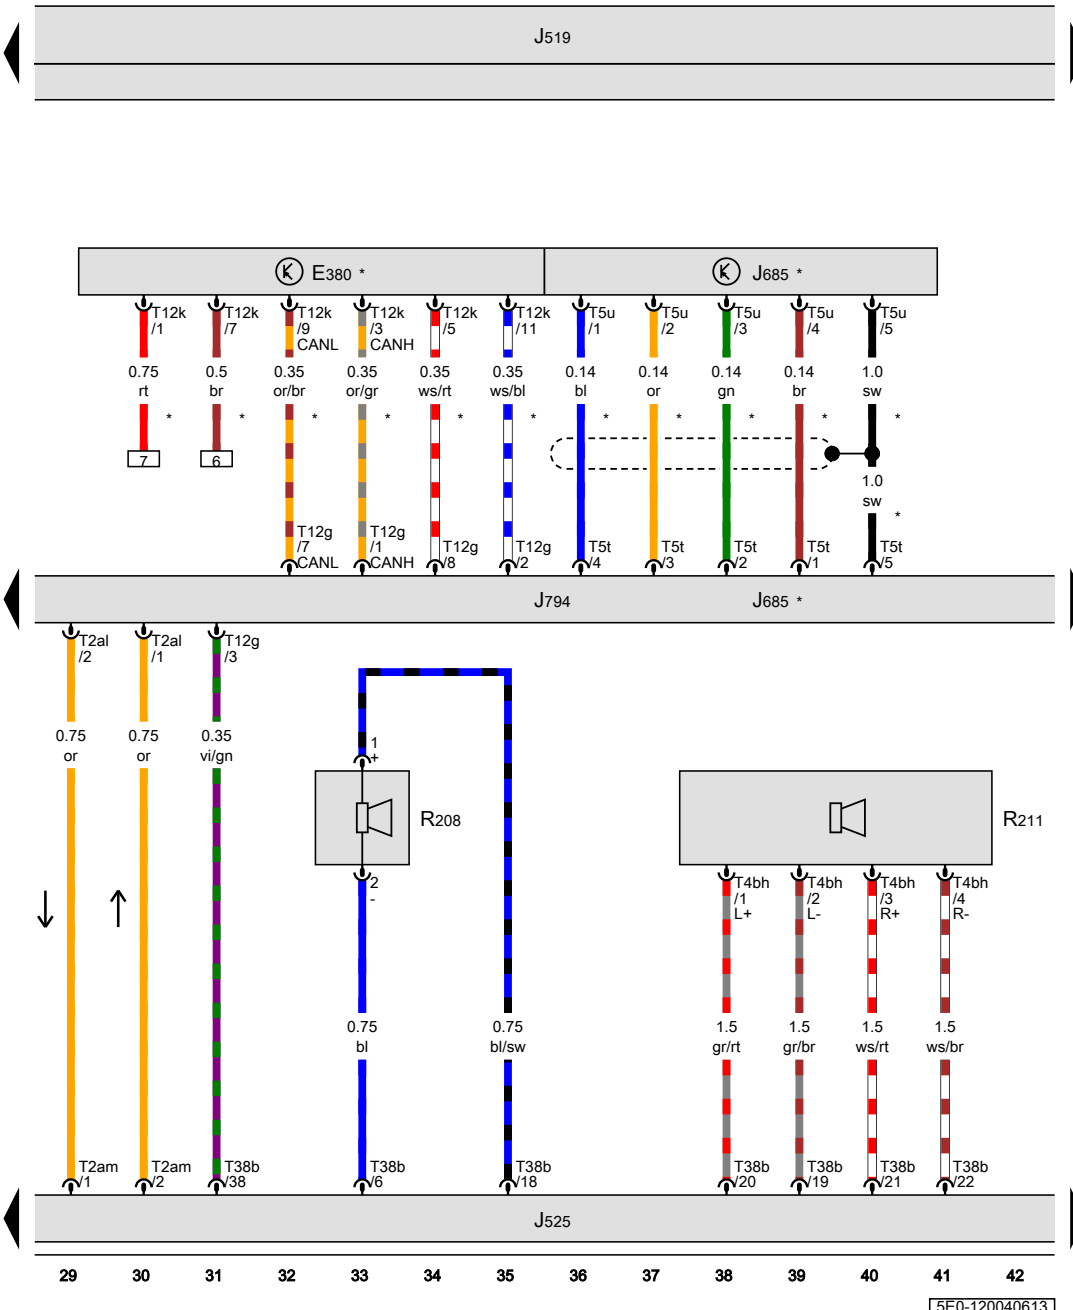 J519
E380 *
J685 *
T12k T12k T12k T12k T12k T12k T5u T5u T5u T5u T5u
/1 /7 /9 /3 /5 /11 /1 /2 /3 /4 /5
CANL CANH
0.75 0.5 0.35 0.35 0.35 0.35 0.14 0.14 0.14 0.14 1.0
rt br or/br or/gr ws/rt ws/bl bl or gn br sw
* * * * * * * * * * *
7 6
1.0
sw
*
T12g T12g T12g T12g T5t T5t T5t T5t T5t
/7 /1 /8 /2 /4 /3 /2 /1 /5
CANL CANH
J794
J685 *
T2al T2al T12g
/2 /1 /3
0.75 0.75 0.35
or or vi/gn
1
+
R208
R211
2
-
T4bh T4bh T4bh T4bh
/1 /2 /3 /4
L+ L- R+ R-
0.75 0.75 1.5 1.5 1.5 1.5
bl bl/sw gr/rt gr/br ws/rt ws/br
T2am T2am T38b T38b T38b T38b T38b T38b T38b
/1 /2 /38 /6 /18 /20 /19 /21 /22
J525
29 30 31 32 33 34 35 36 37 38 39 40 41 42
5E0-120040613